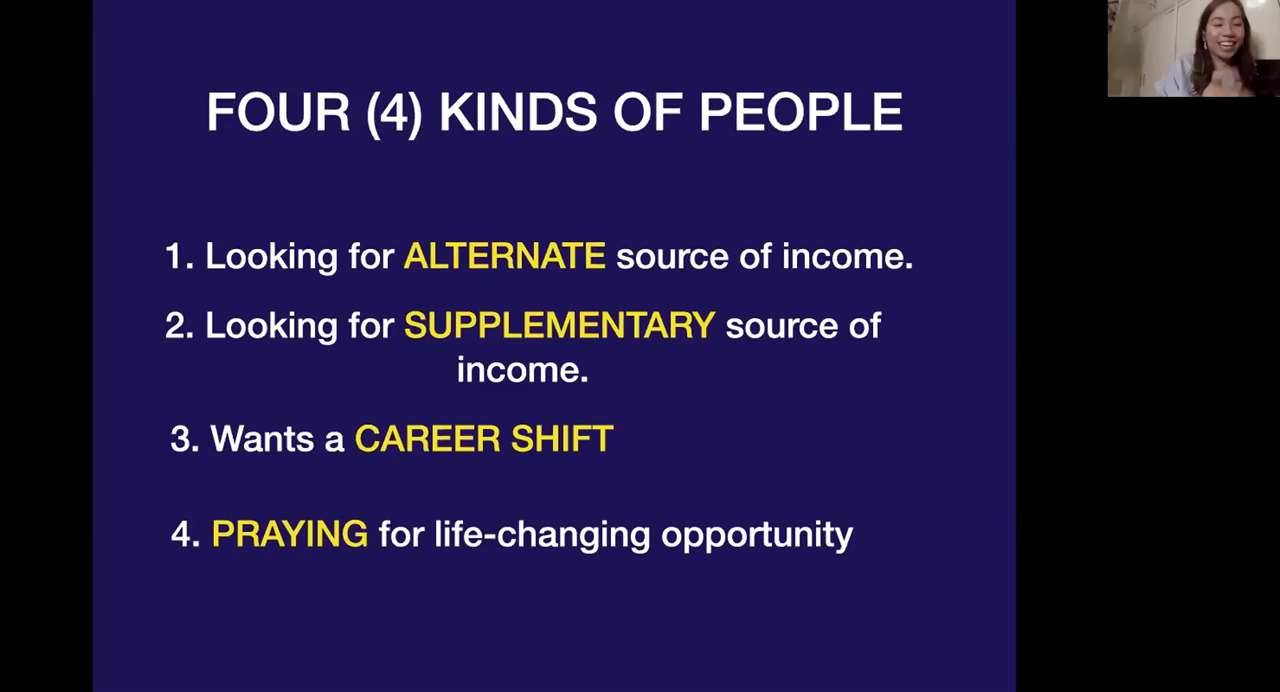 FOUR (4) KINDS OF PEOPLE
1. Looking for ALTERNATE source of income.
2. Looking for SUPPLEMENTARY source of
income.
3. Wants a CAREER SHIFT
4. PRAYING for life-changing opportunity